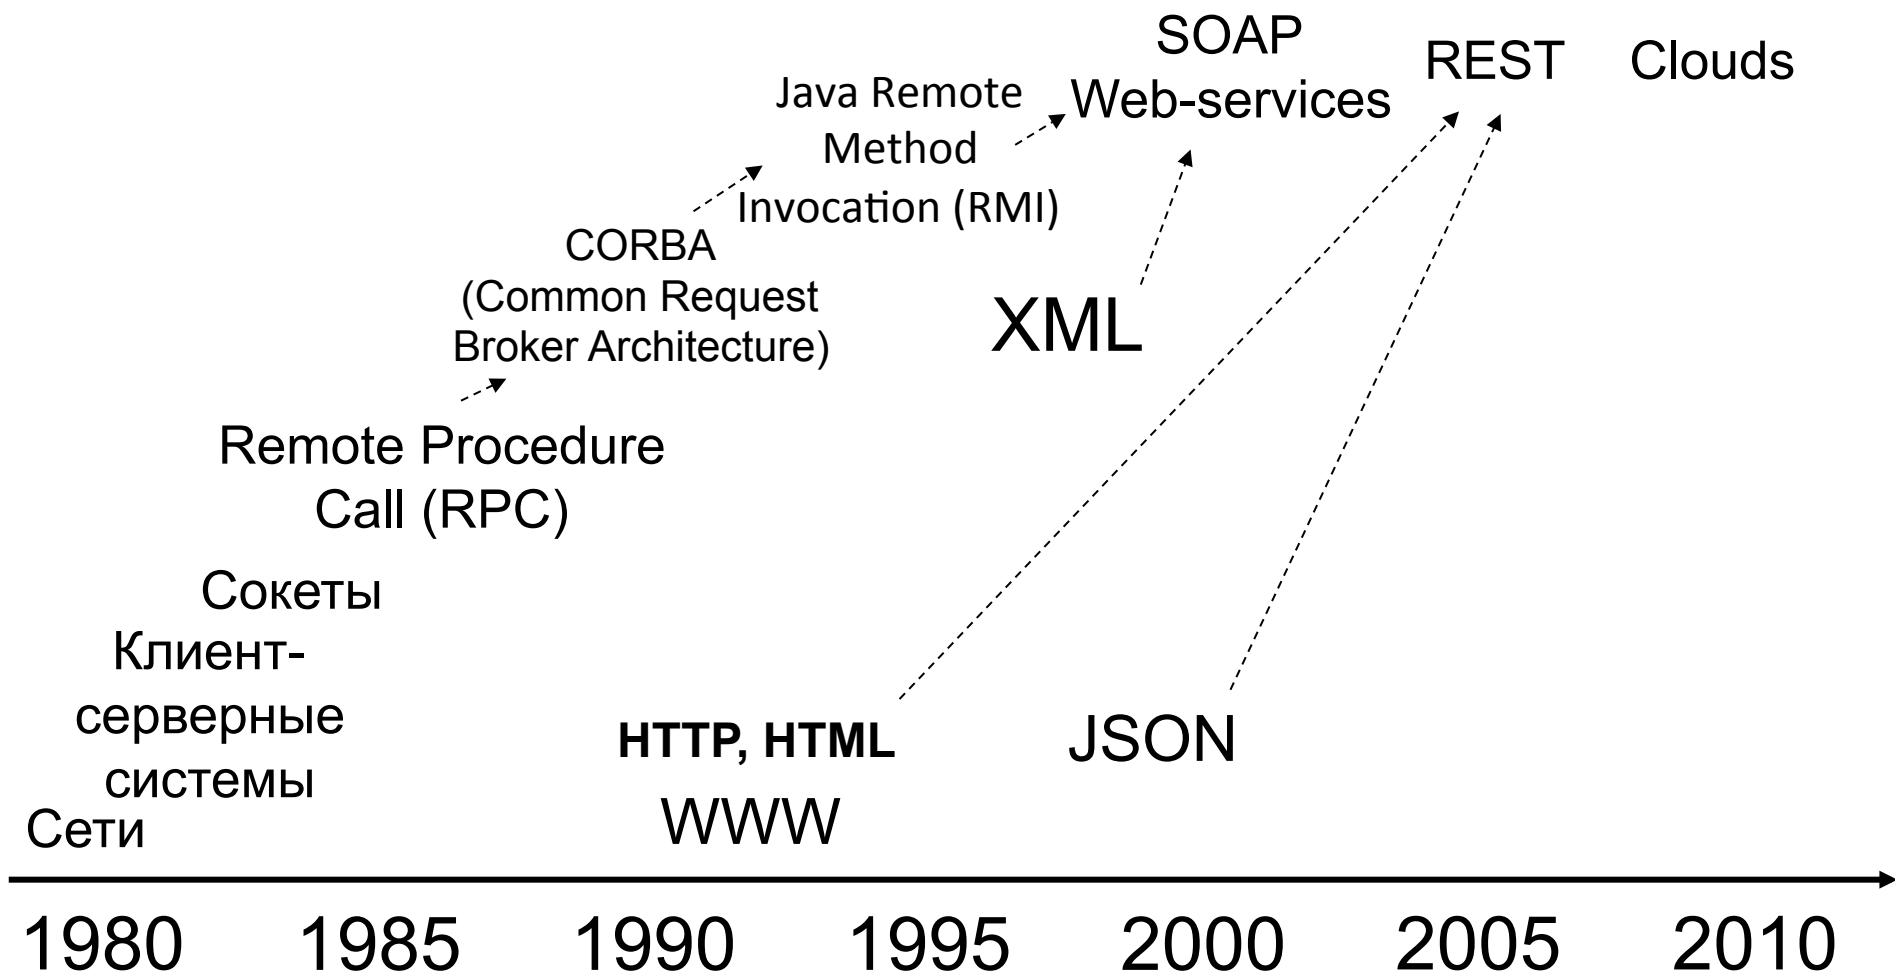 SOAP
Web-services
REST
Clouds
Java Remote
Method
Invocation (RMI)
CORBA
(Common Request
Broker Architecture)
XML
Remote Procedure
Call (RPC)
Сокеты
Клиент-
серверные
системы
Сети
HTTP, HTML
WWW
JSON
1980 1985 1990 1995 2000 2005 2010